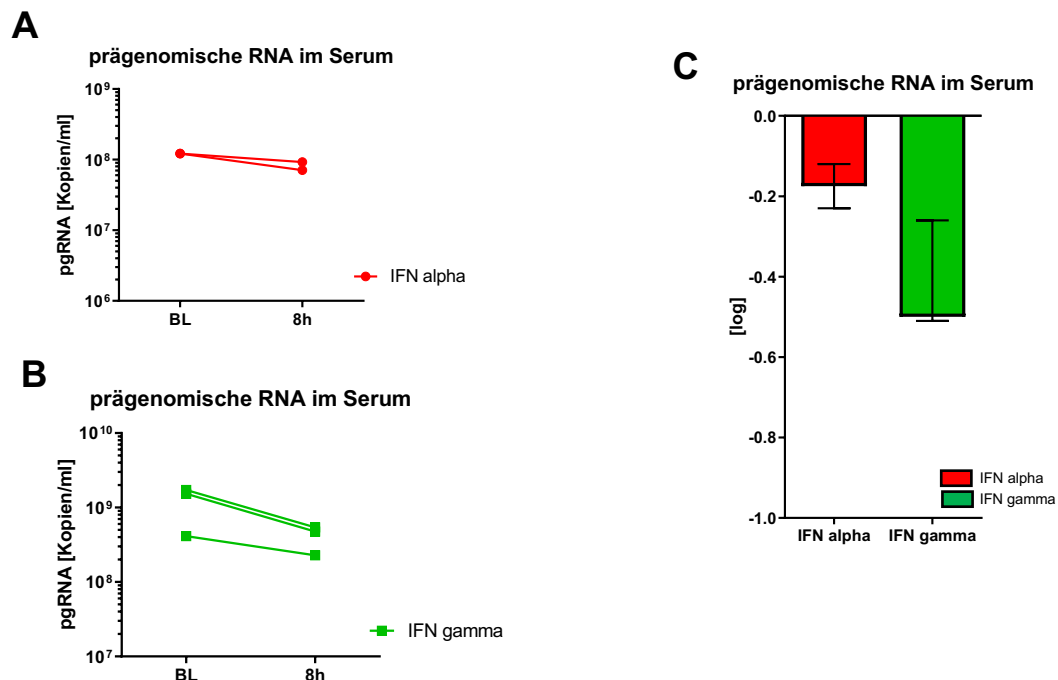 A
prägenomische RNA im Serum
pgRNA [Kopien/ml]
10⁹
10⁸
10⁷
10⁶
BL 8h
IFN alpha
B
prägenomische RNA im Serum
pgRNA [Kopien/ml]
10¹⁰
10⁹
10⁸
10⁷
BL 8h
IFN gamma
C
prägenomische RNA im Serum
[log]
0.0
-0.2
-0.4
-0.6
-0.8
-1.0
IFN alpha
IFN gamma
IFN alpha IFN gamma